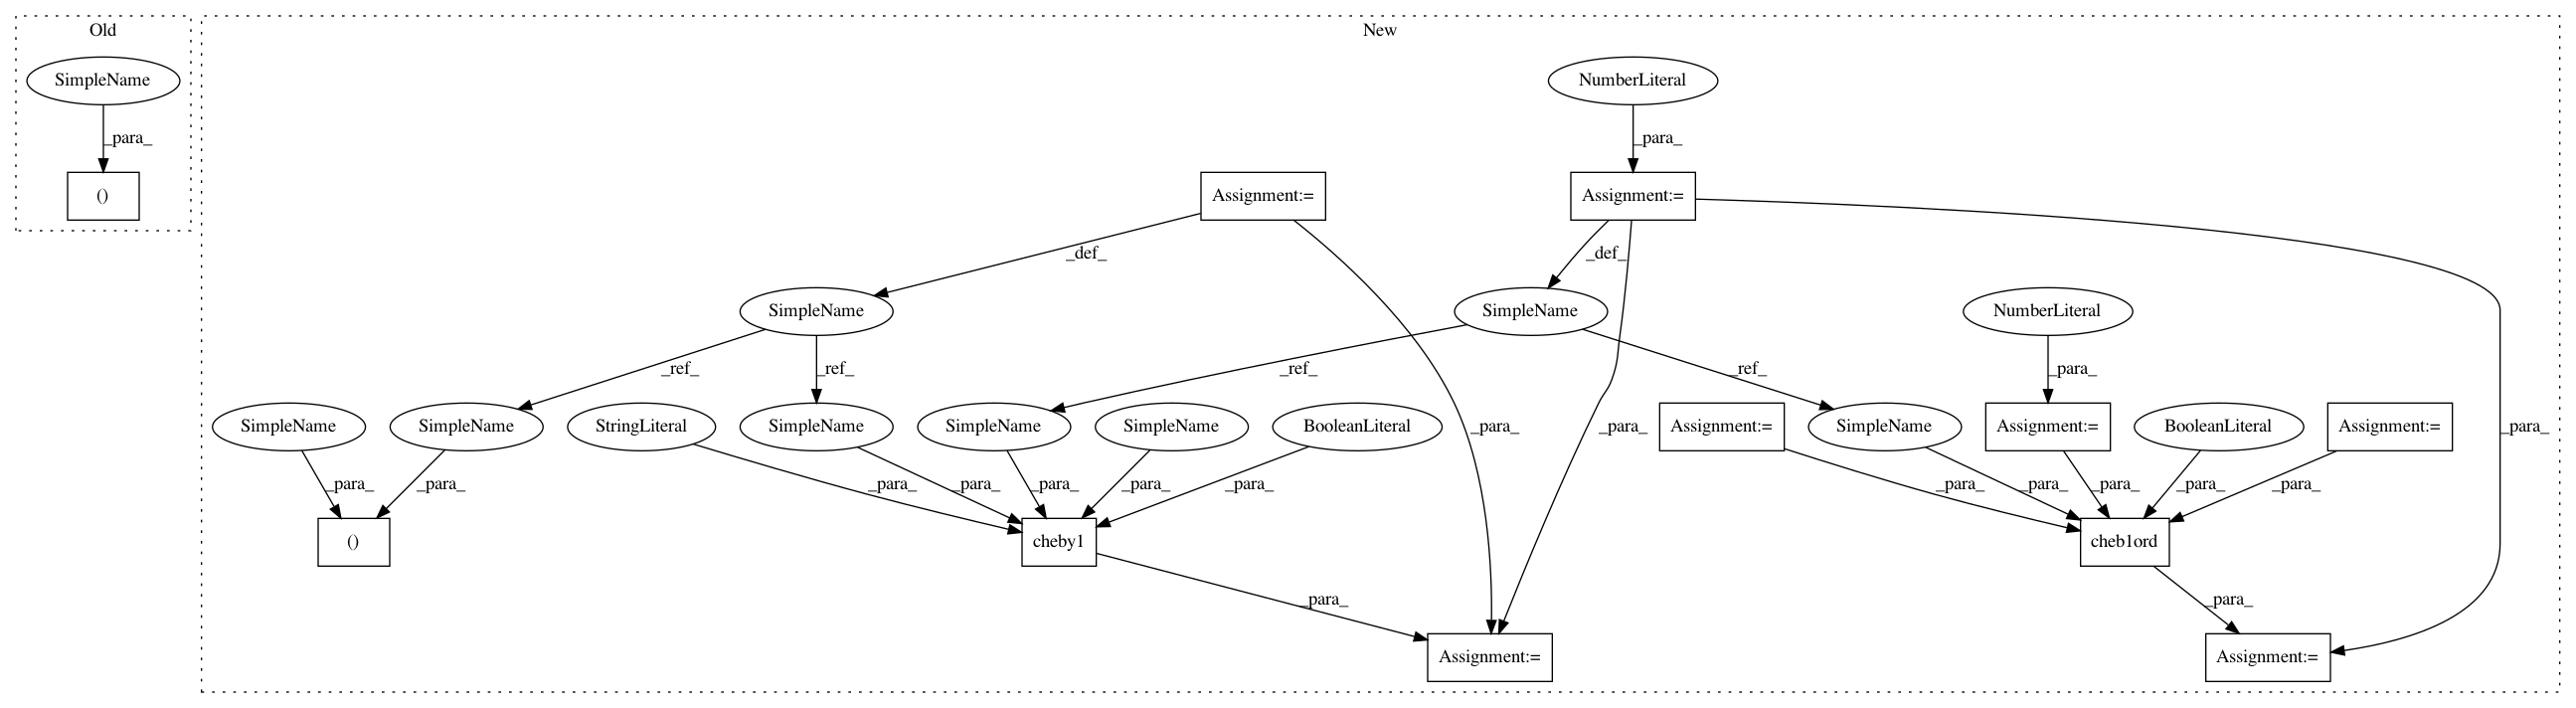 Old
New
SimpleName
NumberLiteral
_para_
_para_
()
Assignment:=
Assignment:=
_def_
_def_
SimpleName
SimpleName
NumberLiteral
_ref_
_ref_
_ref_
_ref_
_para_
SimpleName
SimpleName
StringLiteral
SimpleName
SimpleName
SimpleName
BooleanLiteral
_para_
_para_
Assignment:=
SimpleName
Assignment:=
BooleanLiteral
Assignment:=
_para_
_para_
_para_
_para_
_para_
_para_
_para_
_para_
_para_
_para_
_para_
_para_
_para_
()
cheby1
cheb1ord
_para_
_para_
Assignment:=
Assignment:=